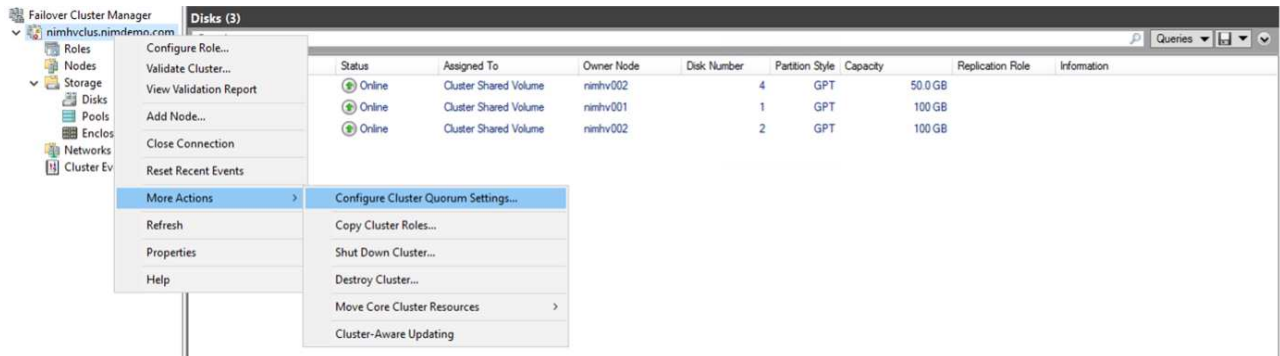 Failover Cluster Manager
nimhvclus.nimdemo.com
Roles
Nodes
Storage
Disks
Pools
Enclos
Networks
Cluster Ev
Disks (3)
Queries
Status Assigned To Owner Node Disk Number Partition Style Capacity Replication Role Information
Online Cluster Shared Volume nimhv002 4 GPT 50.0 GB
Online Cluster Shared Volume nimhv001 1 GPT 100 GB
Online Cluster Shared Volume nimhv002 2 GPT 100 GB
Configure Role...
Validate Cluster...
View Validation Report
Add Node...
Close Connection
Reset Recent Events
More Actions
Refresh
Properties
Help
Configure Cluster Quorum Settings...
Copy Cluster Roles...
Shut Down Cluster...
Destroy Cluster...
Move Core Cluster Resources
Cluster-Aware Updating